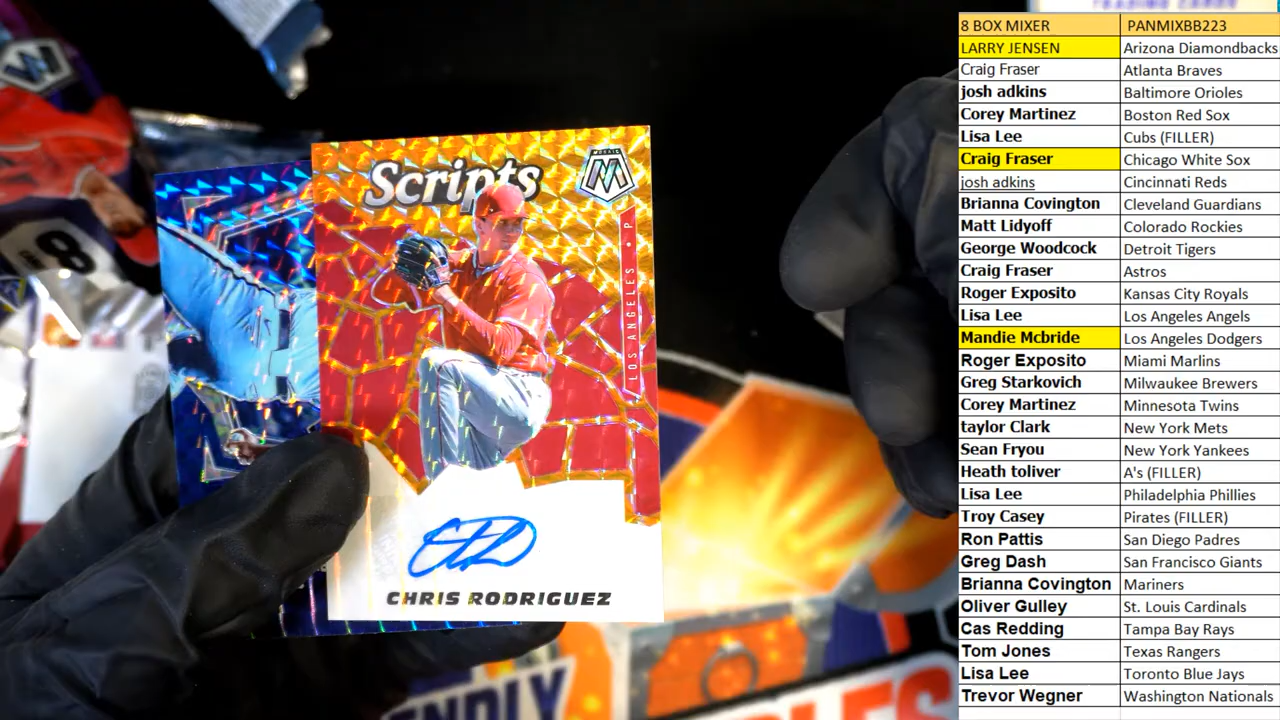 TRADING CARD
8 BOX MIXER PANMIXBB223
LARRY JENSEN Arizona Diamondbacks
Craig Fraser Atlanta Braves
josh adkins Baltimore Orioles
Corey Martinez Boston Red Sox
Lisa Lee Cubs (FILLER)
Craig Fraser Chicago White Sox
josh adkins Cincinnati Reds
Brianna Covington Cleveland Guardians
Matt Lidyoff Colorado Rockies
George Woodcock Detroit Tigers
Craig Fraser Astros
Roger Exposito Kansas City Royals
Lisa Lee Los Angeles Angels
Mandie Mcbride Los Angeles Dodgers
Roger Exposito Miami Marlins
Greg Starkovich Milwaukee Brewers
Corey Martinez Minnesota Twins
taylor Clark New York Mets
Sean Fryou New York Yankees
Heath toliver A's (FILLER)
Lisa Lee Philadelphia Phillies
Troy Casey Pirates (FILLER)
Ron Pattis San Diego Padres
Greg Dash San Francisco Giants
Brianna Covington Mariners
Oliver Gulley St. Louis Cardinals
Cas Redding Tampa Bay Rays
Tom Jones Texas Rangers
Lisa Lee Toronto Blue Jays
Trevor Wegner Washington Nationals
Scripts
MOSAIC
M
LOS ANGELES • P
CHRIS RODRIGUEZ
8